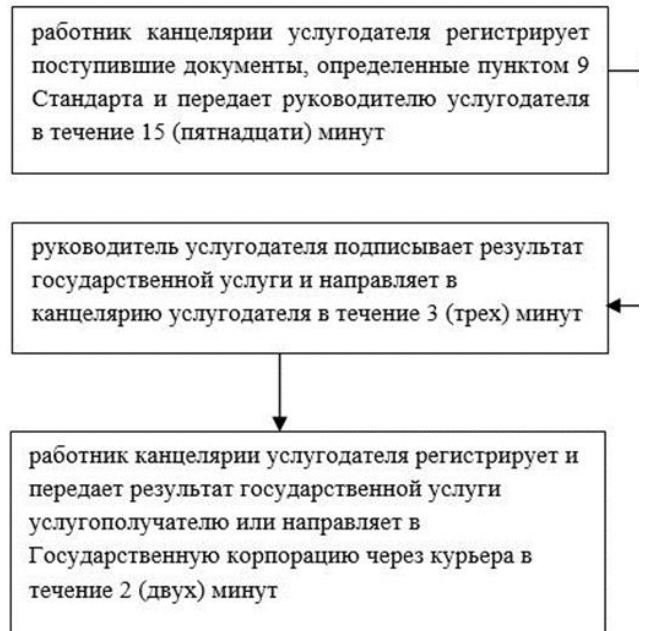 работник канцелярии услугодателя регистрирует
поступившие документы, определенные пунктом 9
Стандарта и передает руководителю услугодателя
в течение 15 (пятнадцати) минут
руководитель услугодателя подписывает результат
государственной услуги и направляет в
канцелярию услугодателя в течение 3 (трех) минут
работник канцелярии услугодателя регистрирует и
передает результат государственной услуги
услугополучателю или направляет в
Государственную корпорацию через курьера в
течение 2 (двух) минут